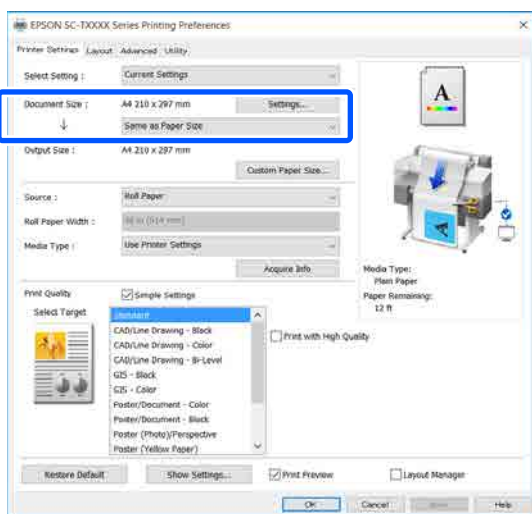 EPSON SC-TXXXX Series Printing Preferences
Printer Settings Layout Advanced Utility
Select Setting : Current Settings
Document Size : A4 210 x 297 mm Settings...
↓ Same as Paper Size
Output Size : A4 210 x 297 mm
Custom Paper Size...
Source : Roll Paper
Roll Paper Width :
Media Type : Use Printer Settings
Acquire Info
A
Media Type:
Plain Paper
Paper Remaining:
12 ft
Print Quality Simple Settings
Select Target
Standard
CAD/Line Drawing - Black
CAD/Line Drawing - Color
CAD/Line Drawing - Bi-Level
GIS - Black
GIS - Color
Poster/Document - Color
Poster/Document - Black
Poster (Photo)/Perspective
Poster (Yellow Paper)
Print with High Quality
Restore Default Show Settings... Print Preview Layout Manager
OK Cancel Help